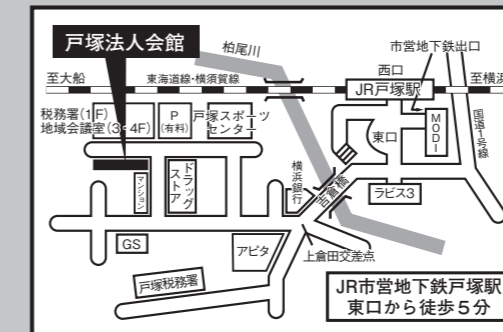 戸塚法人会館
柏尾川
市営地下鉄出口
西口
至大船
東海道線・横須賀線
JR戸塚駅
至横浜
税務署(1F)
地域会議室(3・4F)
P
(有料)
戸塚スポーツ
センター
東口
MODI
国道1号線
マンション
ドラッグ
ストア
横浜
銀行
吉倉橋
ラピス3
GS
アピタ
上倉田交差点
戸塚税務署
JR市営地下鉄戸塚駅
東口から徒歩5分